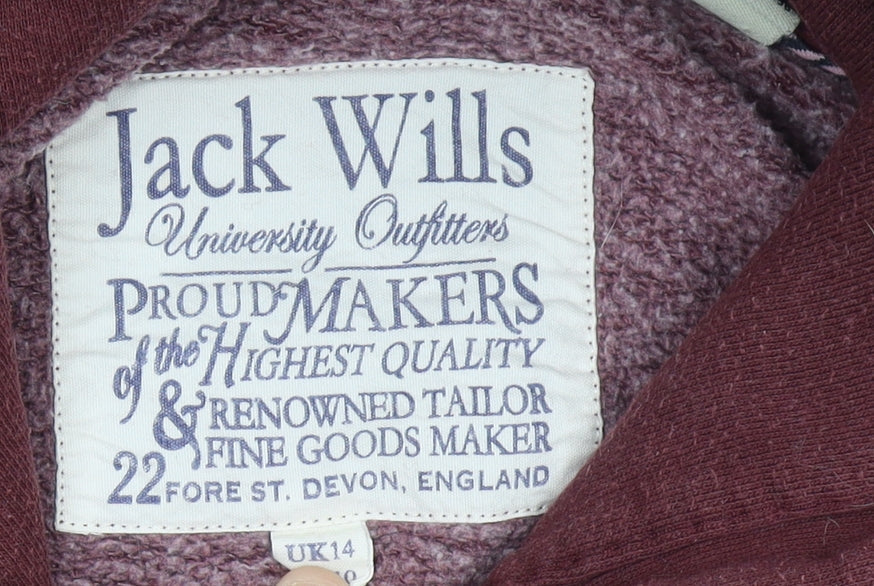 Jack Wills
University Outfitters
PROUD MAKERS
of the HIGHEST QUALITY
& RENOWNED TAILOR
FINE GOODS MAKER
22 FORE ST. DEVON, ENGLAND
UK14